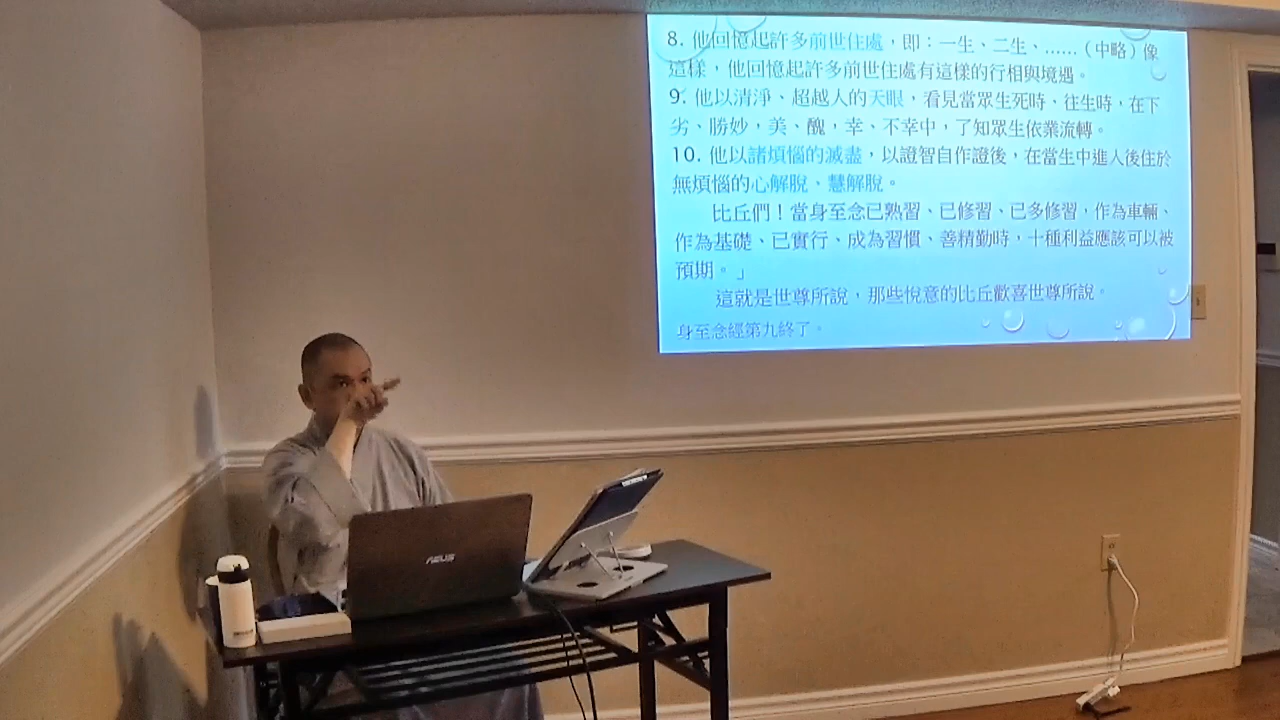 8. 他回憶起許多前世住處，即：一生、二生、……（中略）像
這樣，他回憶起許多前世住處有這樣的行相與境遇。
9. 他以清淨、超越人的天眼，看見當眾生死時、往生時，在下
劣、勝妙，美、醜，幸、不幸中，了知眾生依業流轉。
10. 他以諸煩惱的滅盡，以證智自作證後，在當生中進入後住於
無煩惱的心解脫、慧解脫。
比丘們！當身至念已熟習、已修習、已多修習，作為車輛、
作為基礎、已實行、成為習慣、善精勤時，十種利益應該可以被
預期。」
這就是世尊所說，那些悅意的比丘歡喜世尊所說。
身至念經第九終了。
ASUS